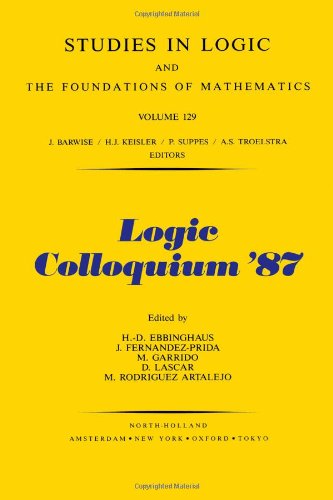 STUDIES IN LOGIC
AND
THE FOUNDATIONS OF MATHEMATICS
VOLUME 129
J. BARWISE / H.J. KEISLER / P. SUPPES / A.S. TROELSTRA
EDITORS
Logic
Colloquium '87
Edited by
H.-D. EBBINGHAUS
J. FERNANDEZ-PRIDA
M. GARRIDO
D. LASCAR
M. RODRIGUEZ ARTALEJO
NORTH-HOLLAND
AMSTERDAM • NEW YORK • OXFORD • TOKYO